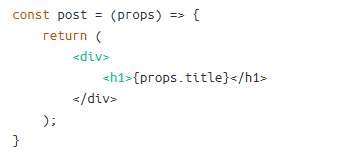 const post = (props) => {
    return (
        <div>
            <h1>{props.title}</h1>
        </div>
    );
}